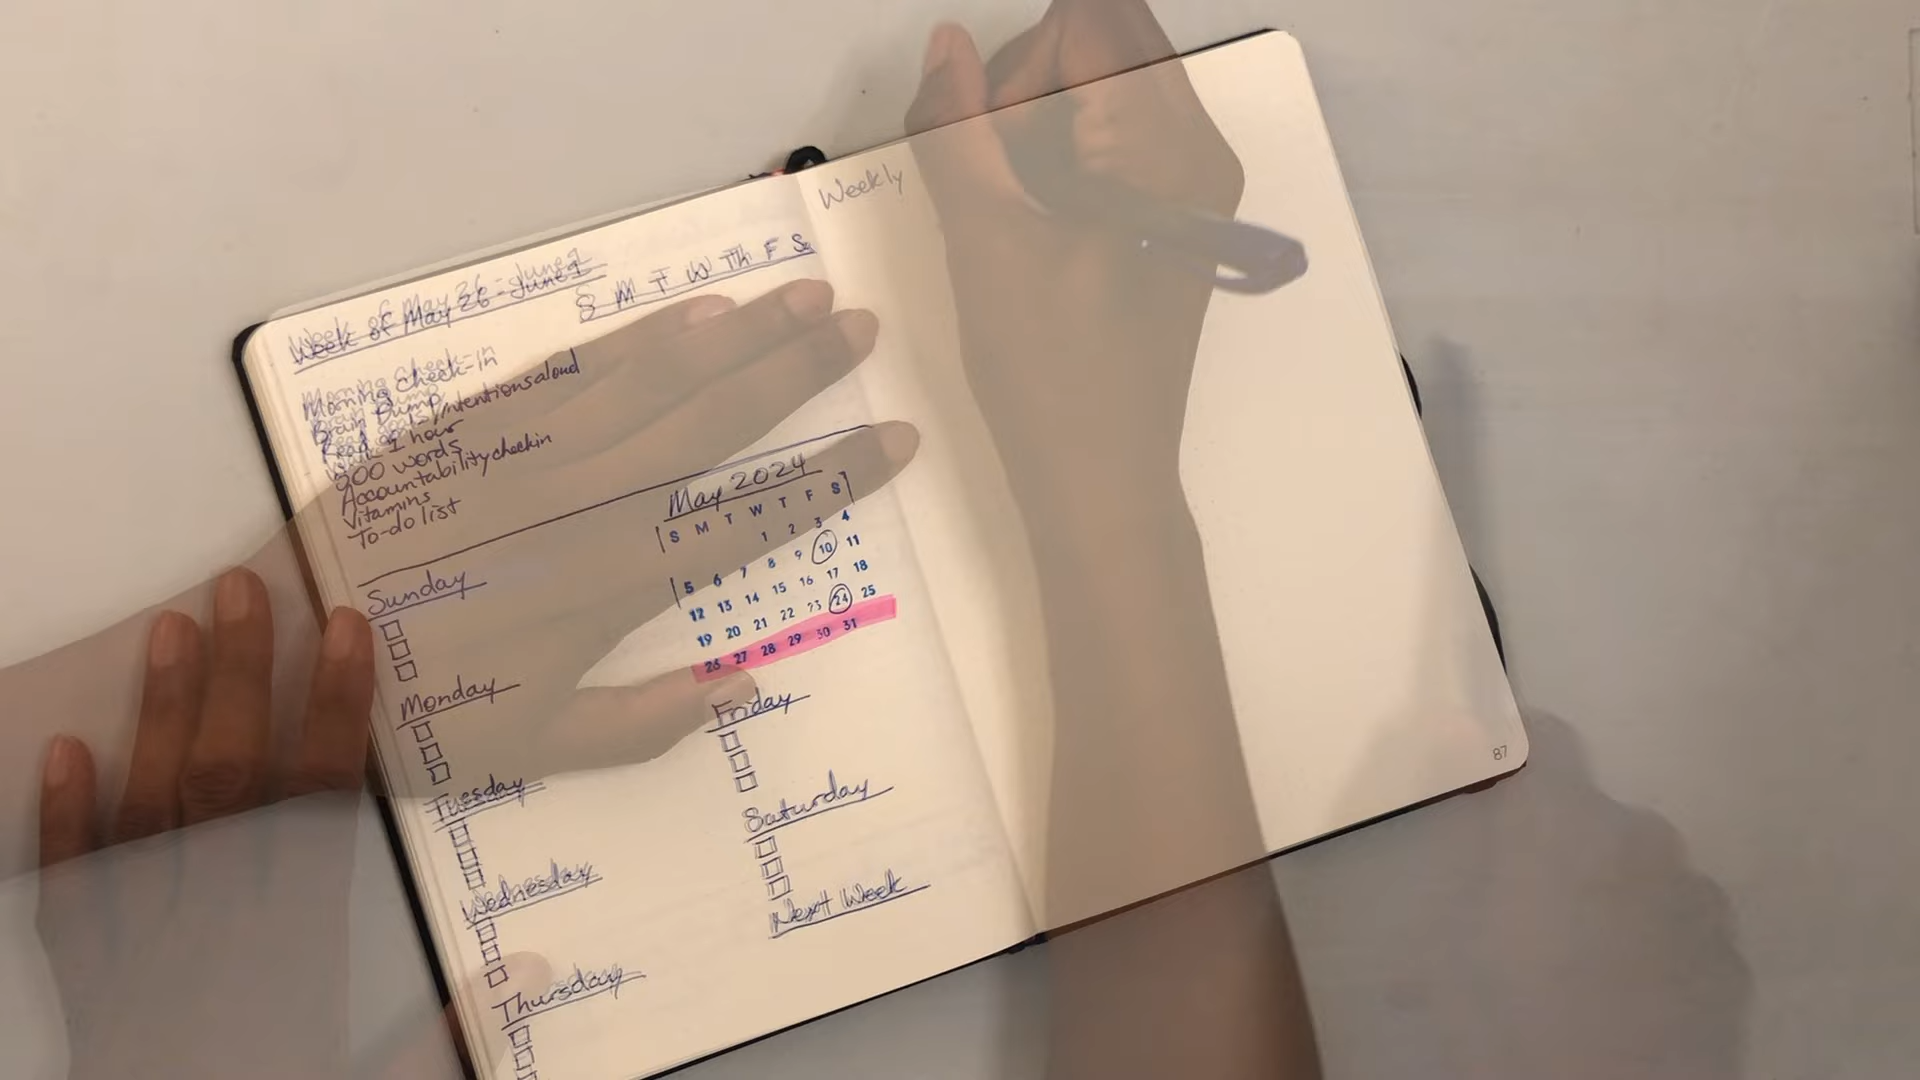 Week of May 26 - June 1
S M T W Th F S
Morning Check-in
Brain Dump
Read goals/intentions aloud
1 hour
900 words
Accountability checkin
Vitamins
To-do list
May 2024
S M T W T F S
1 2 3 4
5 6 7 8 9 10 11
12 13 14 15 16 17 18
19 20 21 22 23 24 25
26 27 28 29 30 31
Sunday
Monday
Tuesday
Wednesday
Thursday
Friday
Saturday
Next Week
Weekly
87